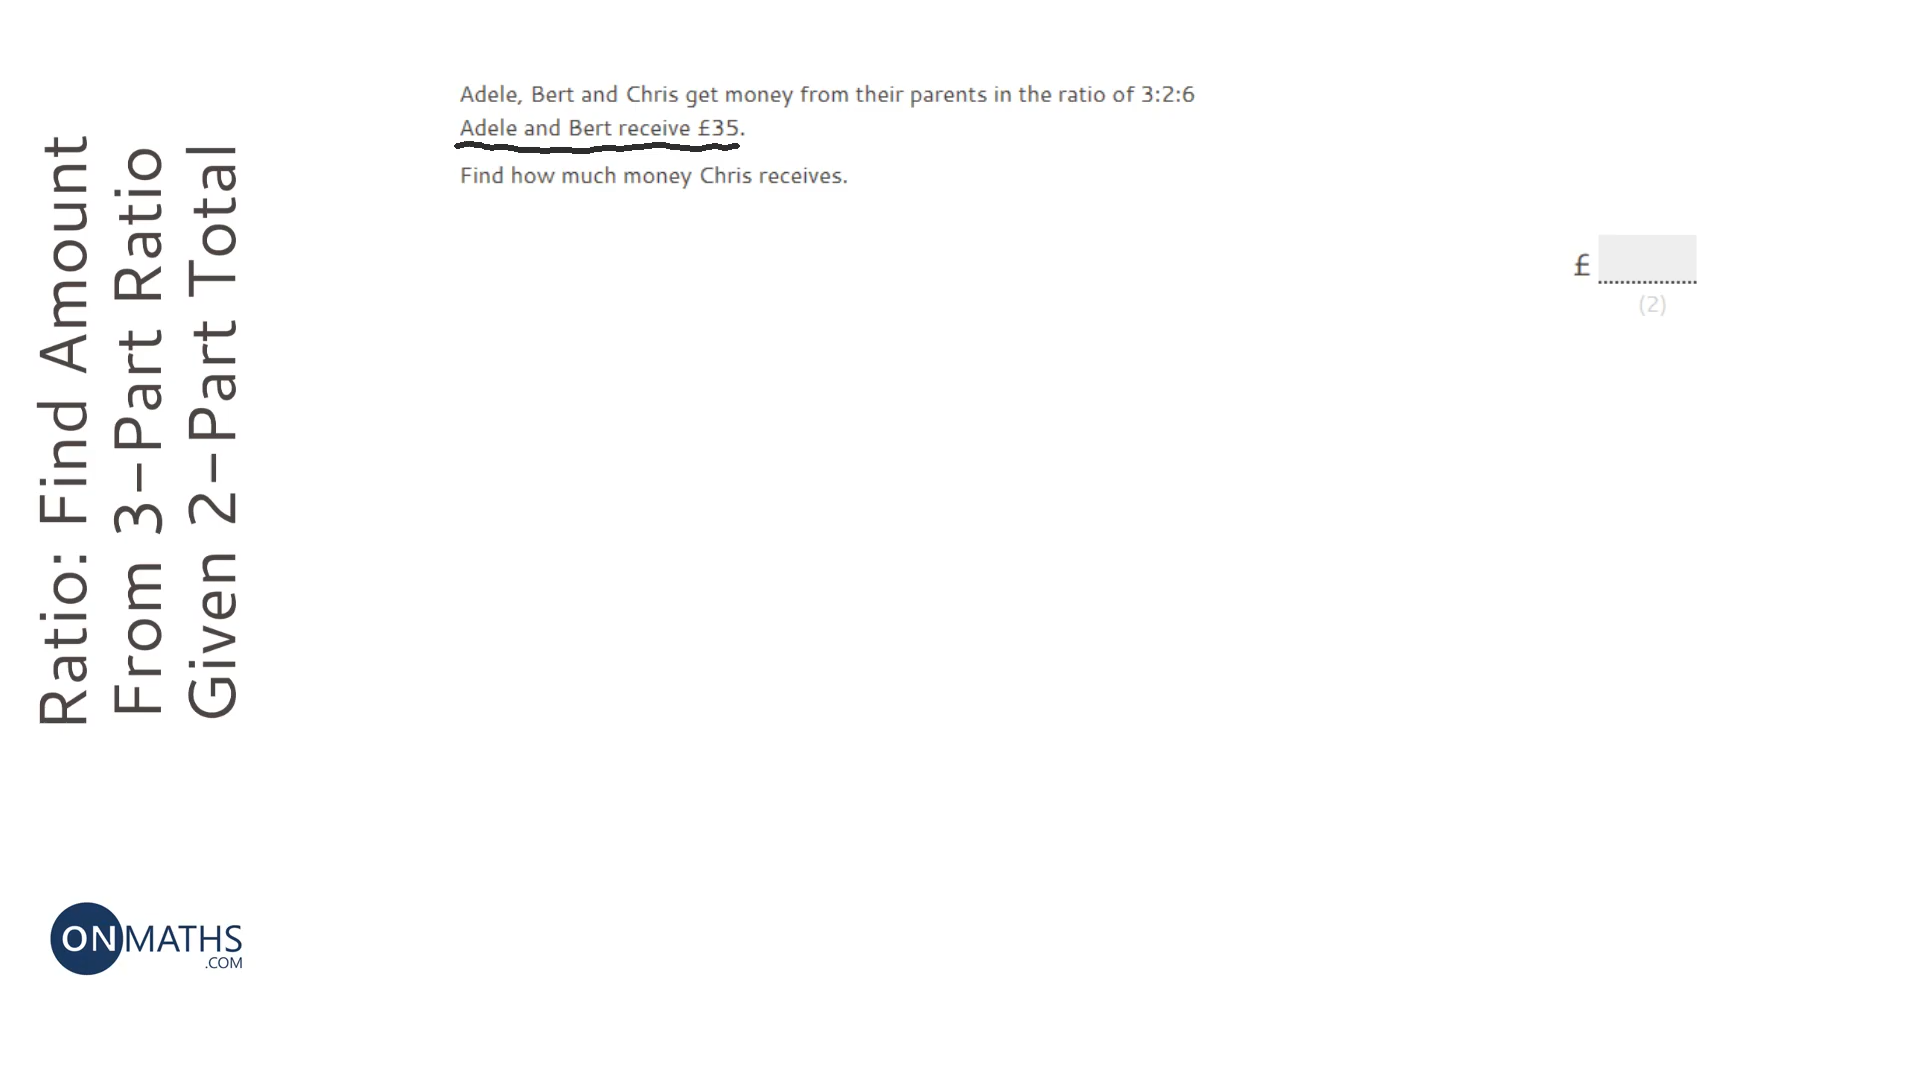 Ratio: Find Amount
From 3-Part Ratio
Given 2-Part Total
Adele, Bert and Chris get money from their parents in the ratio of 3:2:6
Adele and Bert receive £35.
Find how much money Chris receives.
£
(2)
ONMATHS
.COM